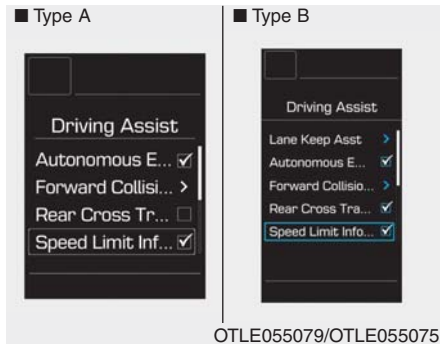 ■ Type A
■ Type B
Driving Assist
Autonomous E...
Forward Collisi... >
Rear Cross Tr...
Speed Limit Inf...
Driving Assist
Lane Keep Asst >
Autonomous E...
Forward Collisio... >
Rear Cross Tra...
Speed Limit Info...
OTLE055079/OTLE055075